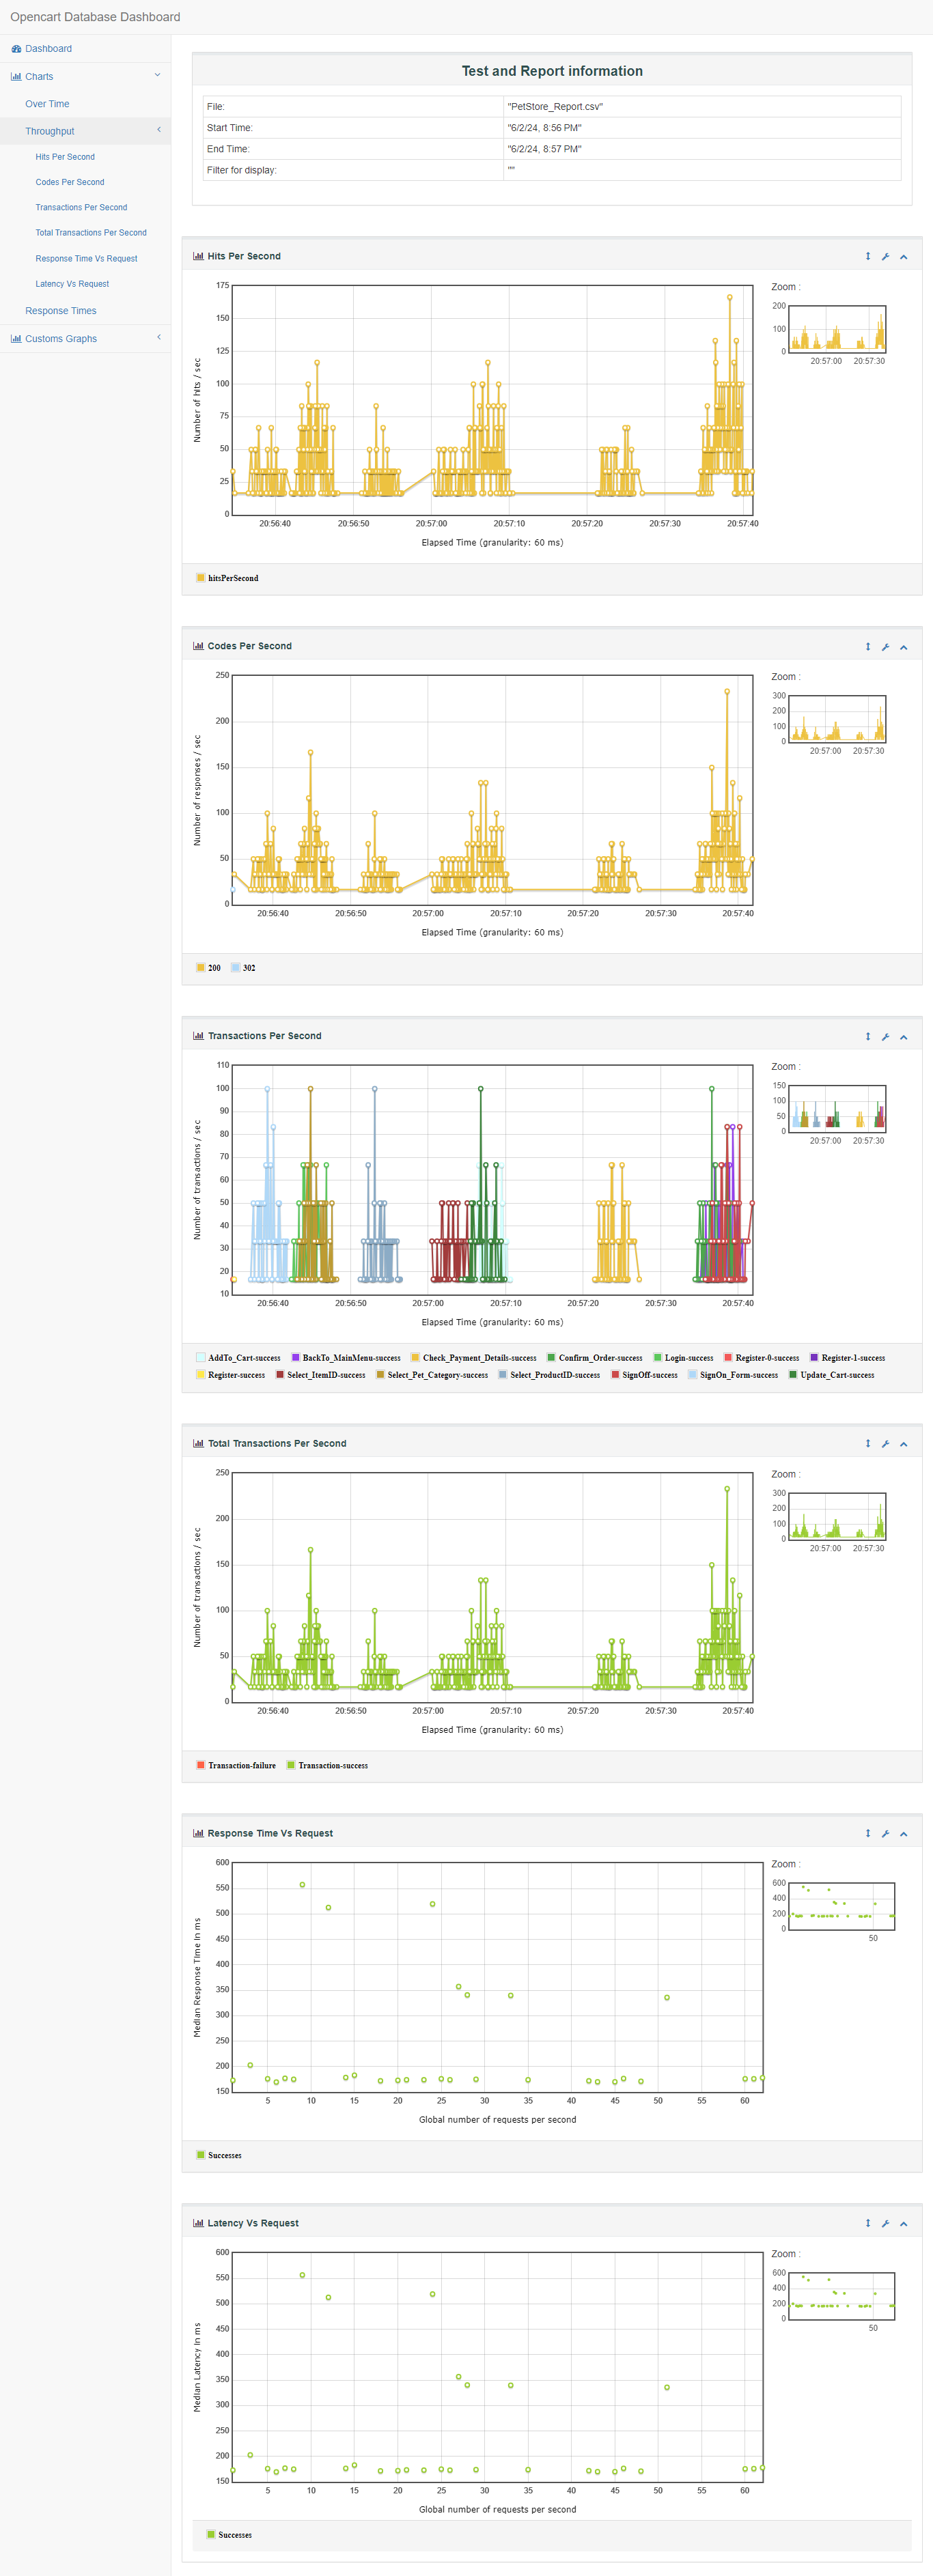 Opencart Database Dashboard
Dashboard
Charts
Over Time
Throughput
Hits Per Second
Codes Per Second
Transactions Per Second
Total Transactions Per Second
Response Time Vs Request
Latency Vs Request
Response Times
Customs Graphs
Test and Report information
File: "PetStore_Report.csv"
Start Time: "6/2/24, 8:56 PM"
End Time: "6/2/24, 8:57 PM"
Filter for display: ""
Hits Per Second
Number of hits / sec
175
150
125
100
75
50
25
0
20:56:40 20:56:50 20:57:00 20:57:10 20:57:20 20:57:30 20:57:40
Elapsed Time (granularity: 60 ms)
Zoom :
200
100
0
20:57:00 20:57:30
hitsPerSecond
Codes Per Second
Number of responses / sec
250
200
150
100
50
0
20:56:40 20:56:50 20:57:00 20:57:10 20:57:20 20:57:30 20:57:40
Elapsed Time (granularity: 60 ms)
Zoom :
300
200
100
0
20:57:00 20:57:30
200 302
Transactions Per Second
Number of transactions / sec
110
100
90
80
70
60
50
40
30
20
10
20:56:40 20:56:50 20:57:00 20:57:10 20:57:20 20:57:30 20:57:40
Elapsed Time (granularity: 60 ms)
Zoom :
150
100
50
0
20:57:00 20:57:30
AddTo_Cart-success BackTo_MainMenu-success Check_Payment_Details-success Confirm_Order-success Login-success Register-0-success Register-1-success
Register-success Select_ItemID-success Select_Pet_Category-success Select_ProductID-success SignOff-success SignOn_Form-success Update_Cart-success
Total Transactions Per Second
Number of transactions / sec
250
200
150
100
50
0
20:56:40 20:56:50 20:57:00 20:57:10 20:57:20 20:57:30 20:57:40
Elapsed Time (granularity: 60 ms)
Zoom :
300
200
100
0
20:57:00 20:57:30
Transaction-failure Transaction-success
Response Time Vs Request
Median Response Time in ms
600
550
500
450
400
350
300
250
200
150
5 10 15 20 25 30 35 40 45 50 55 60
Global number of requests per second
Zoom :
600
400
200
0
50
Successes
Latency Vs Request
Median Latency in ms
600
550
500
450
400
350
300
250
200
150
5 10 15 20 25 30 35 40 45 50 55 60
Global number of requests per second
Zoom :
600
400
200
0
50
Successes